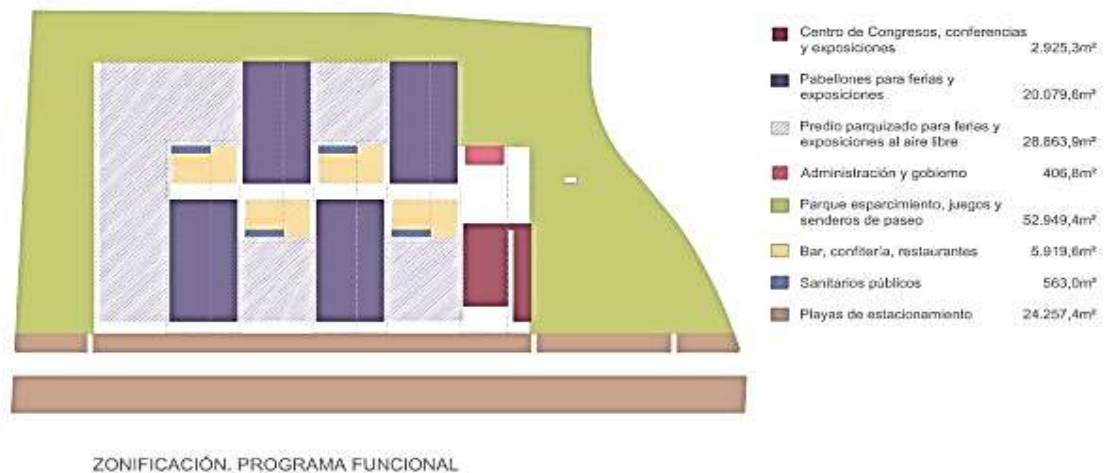 Centro de Congresos, conferencias
y exposiciones 2.925,3m²
Pabellones para ferias y
exposiciones 20.079,6m²
Predio parquizado para ferias y
exposiciones al aire libre 28.863,9m²
Administración y gobierno 406,8m²
Parque esparcimiento, juegos y
senderos de paseo 52.949,4m²
Bar, confitería, restaurantes 5.919,6m²
Sanitarios públicos 563,0m²
Playas de estacionamiento 24.257,4m²
ZONIFICACIÓN. PROGRAMA FUNCIONAL